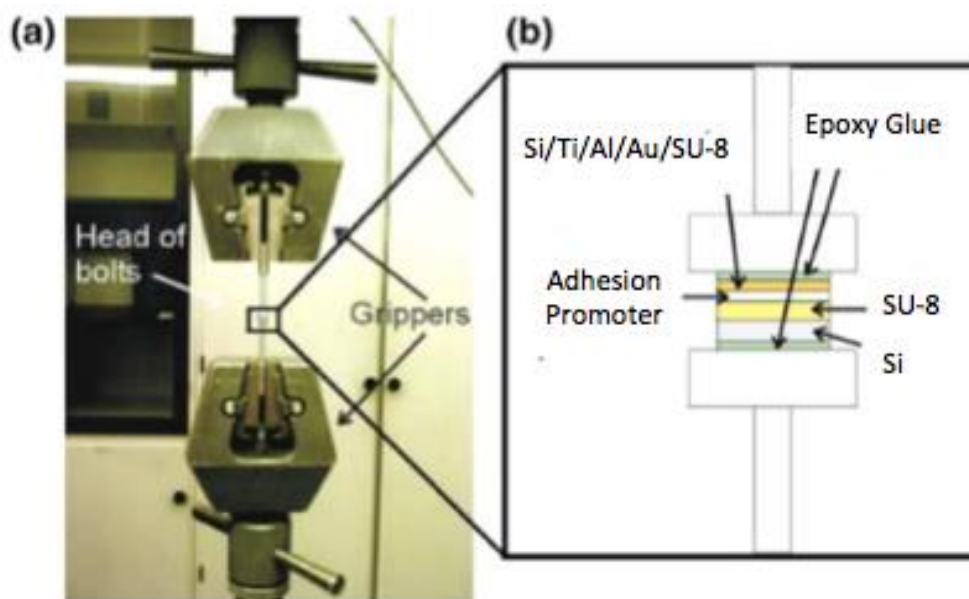 (a)
Head of
bolts
Grippers
(b)
Epoxy Glue
Si/Ti/Al/Au/SU-8
Adhesion
Promoter
SU-8
Si